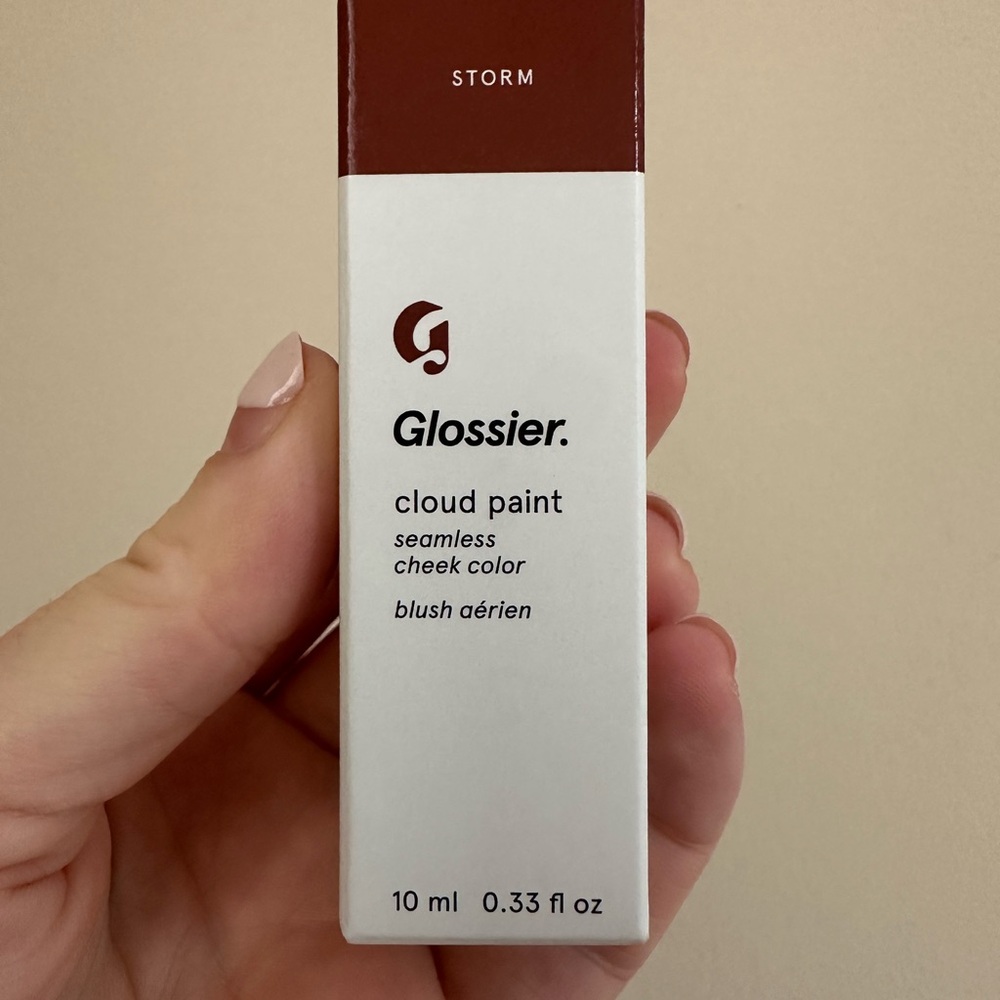 STORM
G
Glossier.
cloud paint
seamless
cheek color
blush aérien
10 ml 0.33 fl oz